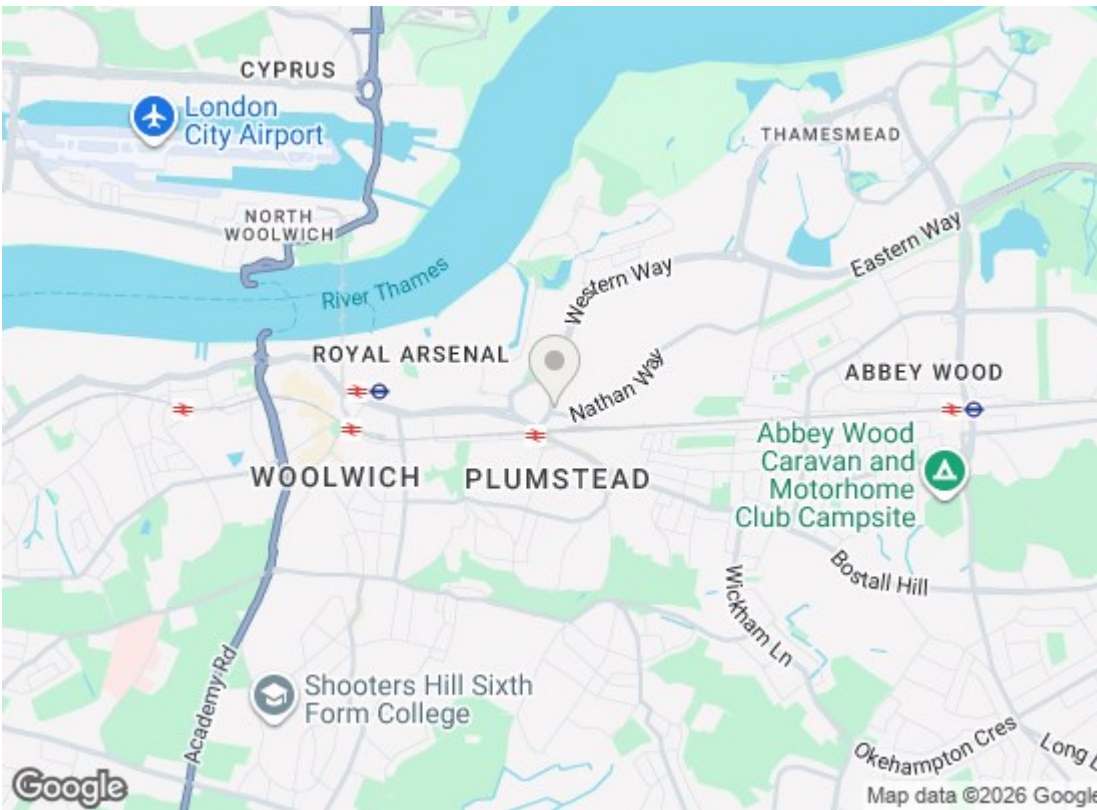 CYPRUS
London
City Airport
THAMESMEAD
NORTH
WOOLWICH
Eastern Way
Western Way
River Thames
ROYAL ARSENAL
Nathan Way
ABBEY WOOD
WOOLWICH
PLUMSTEAD
Abbey Wood
Caravan and
Motorhome
Club Campsite
Bostall Hill
Wickham Ln
Academy Rd
Shooters Hill Sixth
Form College
Okehampton Cres
Long
Google
Map data ©2026 Google